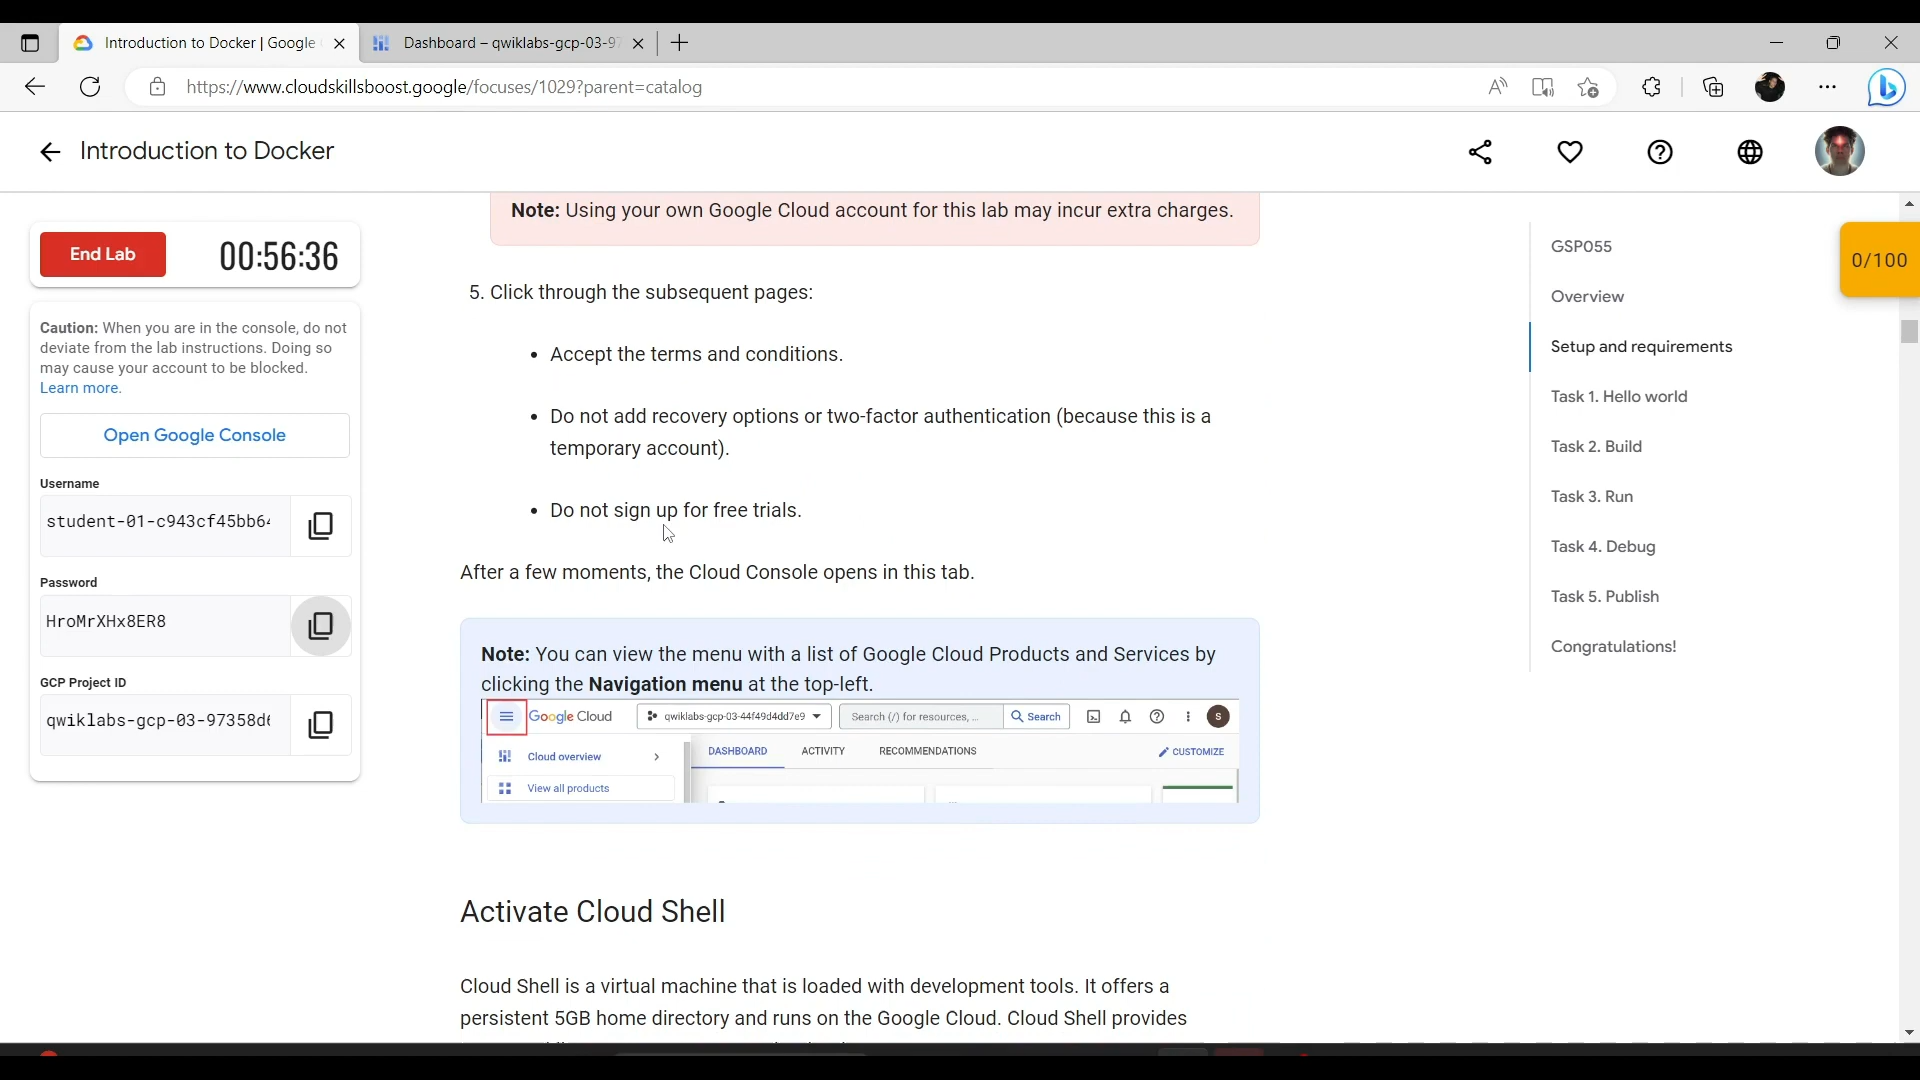 Introduction to Docker | Google
Dashboard – qwiklabs-gcp-03-97
https://www.cloudskillsboost.google/focuses/1029?parent=catalog
Introduction to Docker
End Lab
00:56:36
Caution: When you are in the console, do not
deviate from the lab instructions. Doing so
may cause your account to be blocked.
Learn more.
Open Google Console
Username
student-01-c943cf45bb64
Password
HroMrXHx8ER8
GCP Project ID
qwiklabs-gcp-03-97358d6
Note: Using your own Google Cloud account for this lab may incur extra charges.
5. Click through the subsequent pages:
• Accept the terms and conditions.
• Do not add recovery options or two-factor authentication (because this is a
temporary account).
• Do not sign up for free trials.
After a few moments, the Cloud Console opens in this tab.
Note: You can view the menu with a list of Google Cloud Products and Services by
clicking the Navigation menu at the top-left.
Google Cloud
qwiklabs-gcp-03-44f49d4dd7e9
Search (/) for resources, ...
Search
S
Cloud overview
View all products
DASHBOARD
ACTIVITY
RECOMMENDATIONS
CUSTOMIZE
Activate Cloud Shell
Cloud Shell is a virtual machine that is loaded with development tools. It offers a
persistent 5GB home directory and runs on the Google Cloud. Cloud Shell provides
GSP055
Overview
Setup and requirements
Task 1. Hello world
Task 2. Build
Task 3. Run
Task 4. Debug
Task 5. Publish
Congratulations!
0/100